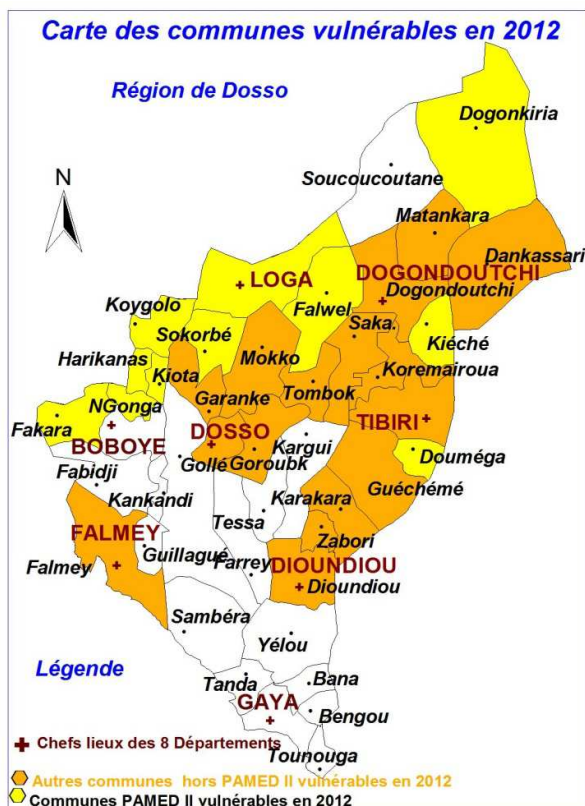 Carte des communes vulnérables en 2012
Région de Dosso
Dogonkiria
Soucoucoutane
N
Matankara
Dankassari
LOGA
DOGONDOUTCHI
Dogondoutchi
Koygolo
Falwel
Saka.
Sokorbé
Kiéché
Harikanas
Mokko
Kiota
Koremairoua
Garanke
Tombok
NGonga
Fakara
DOSSO
TIBIRI
BOBOYE
Kargui
Gollé
Goroubk
Douméga
Fabidji
Guéchémé
Kankandi
Karakara
Tessa
FALMEY
Zabori
Guillagué
Falmey
Farrey
DIOUNDIOU
Dioundiou
Sambéra
Yélou
Légende
Tanda
Bana
GAYA
Bengou
Chefs lieux des 8 Départements
Tounouga
Autres communes hors PAMED II vulnérables en 2012
Communes PAMED II vulnérables en 2012